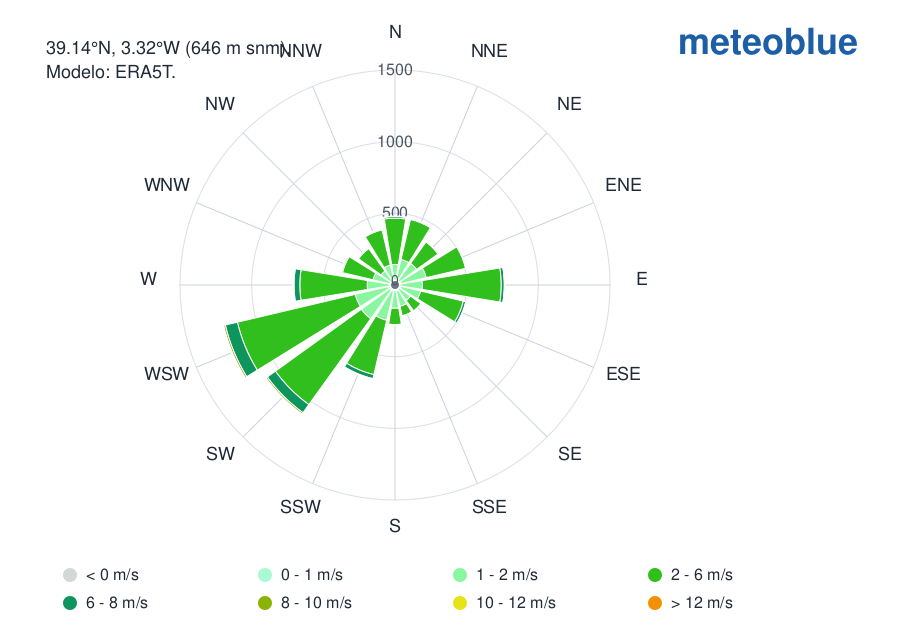 39.14°N, 3.32°W (646 m snm).
Modelo: ERA5T.
meteoblue
N
NNW
NNE
1500
NW
NE
1000
WNW
ENE
500
W
0
E
WSW
ESE
SW
SE
SSW
SSE
S
< 0 m/s
0 - 1 m/s
1 - 2 m/s
2 - 6 m/s
6 - 8 m/s
8 - 10 m/s
10 - 12 m/s
> 12 m/s